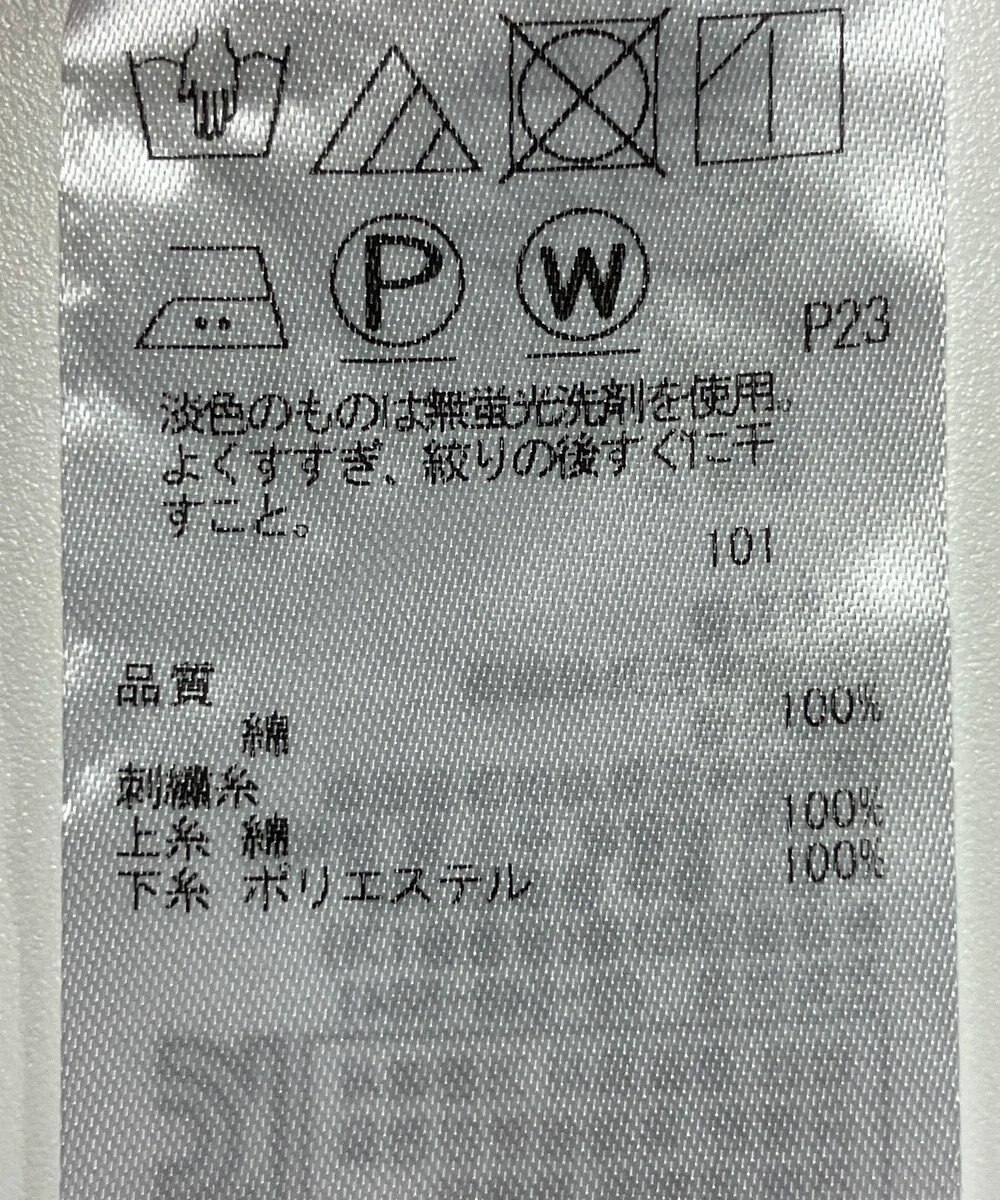 P W P23
淡色のものは無蛍光洗剤を使用。
よくすすぎ、絞りの後すぐに干
すこと。
101
品質
綿 100%
刺繍糸
上糸 綿 100%
下糸 ポリエステル 100%